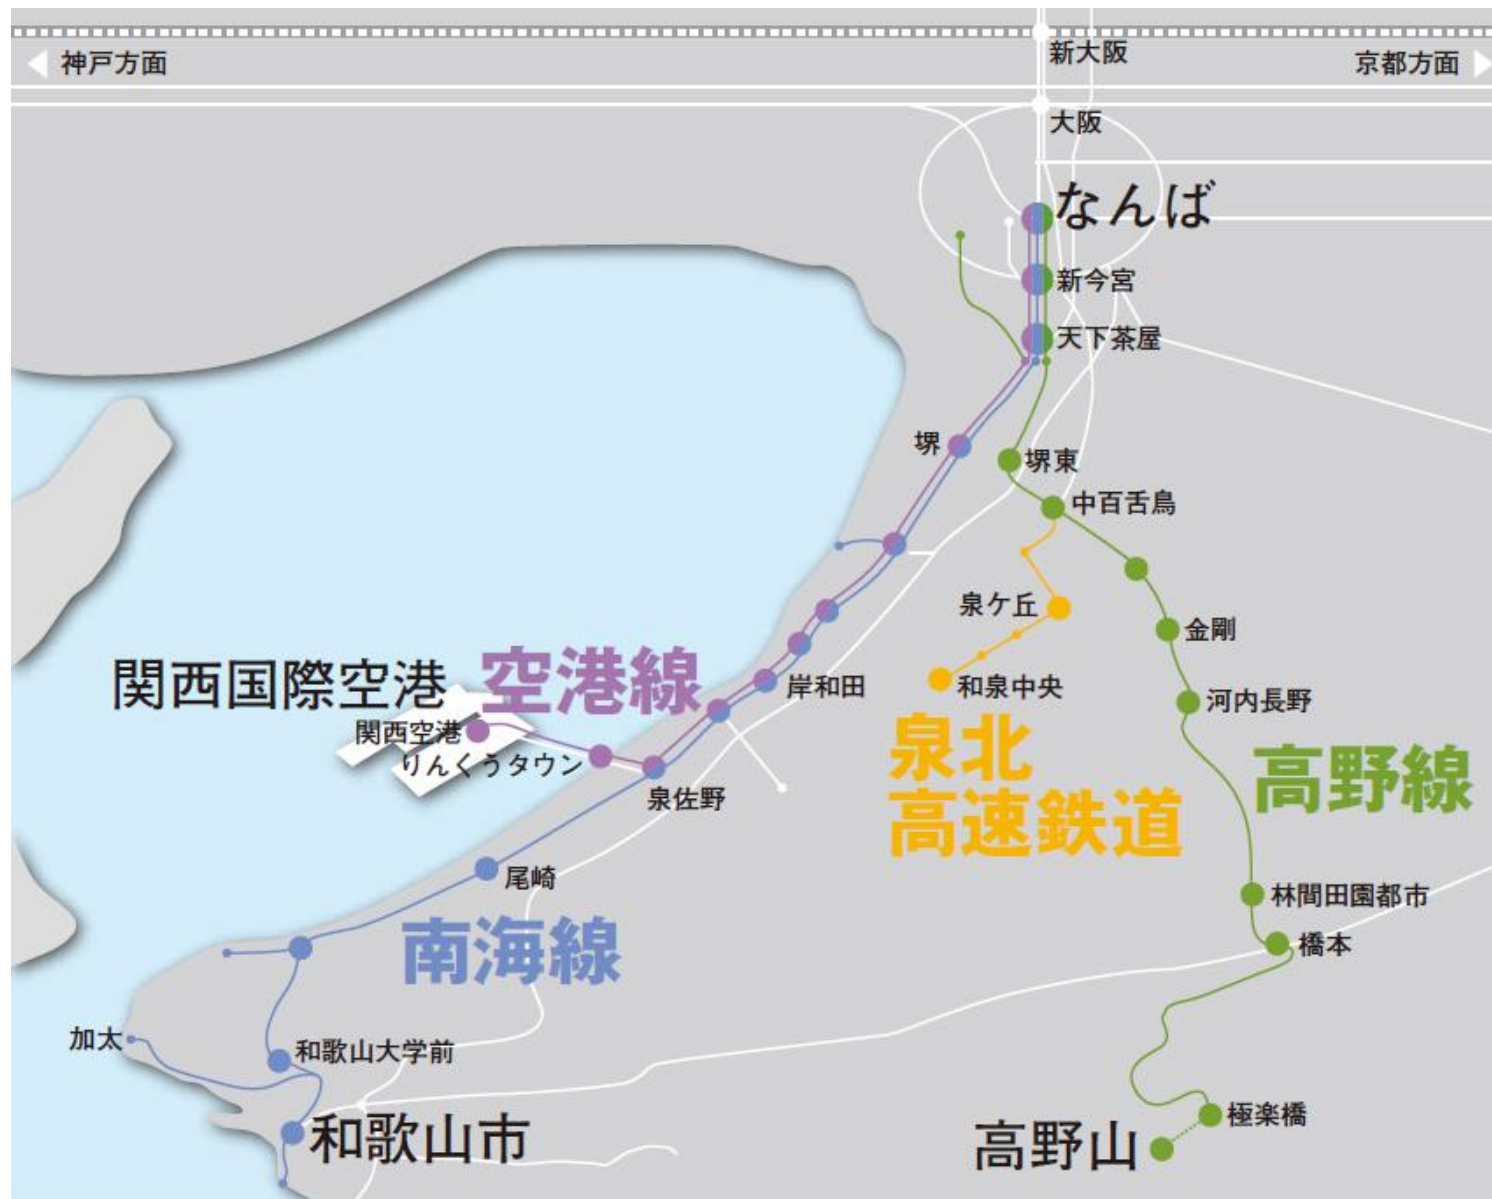 新大阪
神戸方面
京都方面
大阪
なんば
新今宮
天下茶屋
堺
堺東
中百舌鳥
泉ケ丘
金剛
関西国際空港
空港線
岸和田
和泉中央
河内長野
関西空港
りんくうタウン
泉佐野
泉北
高速鉄道
高野線
尾崎
林間田園都市
南海線
橋本
加太
和歌山大学前
和歌山市
極楽橋
高野山